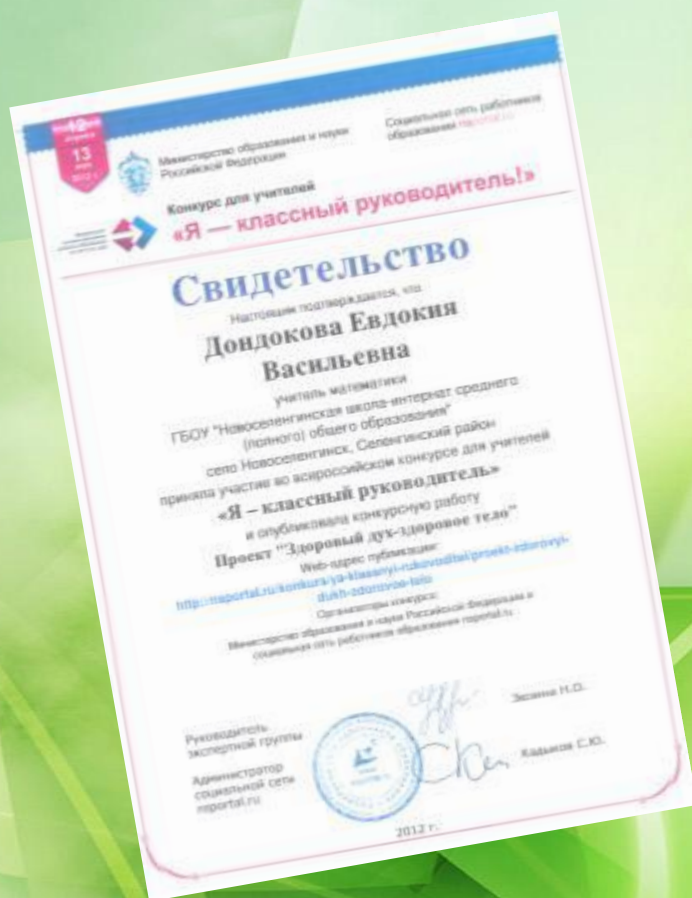 13
мая
2012 г.
Министерство образования и науки
Российской Федерации
Социальная сеть работников
образования nsportal.ru
Конкурс для учителей
«Я — классный руководитель!»
Свидетельство
Настоящим подтверждается, что
Дондокова Евдокия
Васильевна
учитель математики
ГБОУ "Новоселенгинская школа-интернат среднего
(полного) общего образования"
село Новоселенгинск, Селенгинский район
приняла участие во всероссийском конкурсе для учителей
«Я – классный руководитель»
и опубликовала конкурсную работу
Проект "'Здоровый дух-здоровое тело"
Web-адрес публикации:
http://nsportal.ru/konkurs/ya-klassnyi-rukovoditel/proekt-zdorovyi-
dukh-zdorovoe-telo
Организаторы конкурса:
Министерство образования и науки Российской Федерации и
социальная сеть работников образования nsportal.ru
Руководитель
экспертной группы
Н.О.
Администратор
социальной сети
nsportal.ru
Кадыков С.Ю.
2012 г.